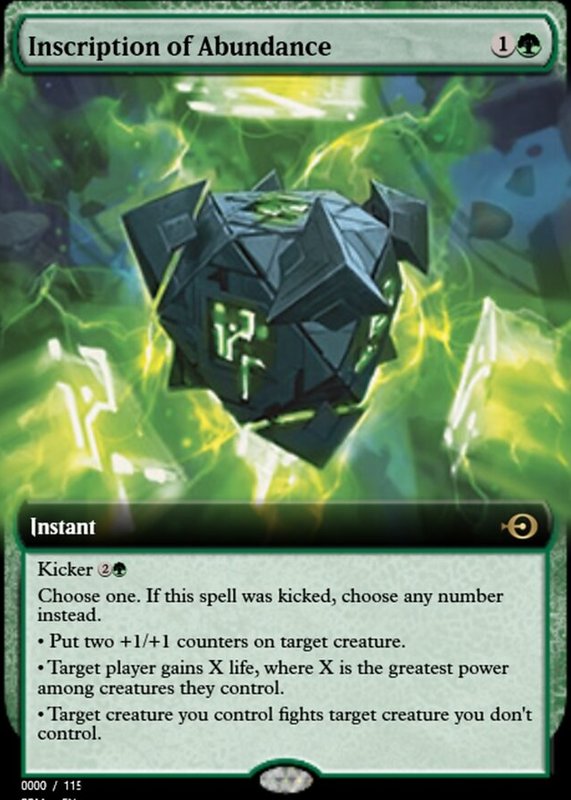 Inscription of Abundance 1
Instant
Kicker 2
Choose one. If this spell was kicked, choose any number
instead.
• Put two +1/+1 counters on target creature.
• Target player gains X life, where X is the greatest power
among creatures they control.
• Target creature you control fights target creature you don't
control.
0000 / 115